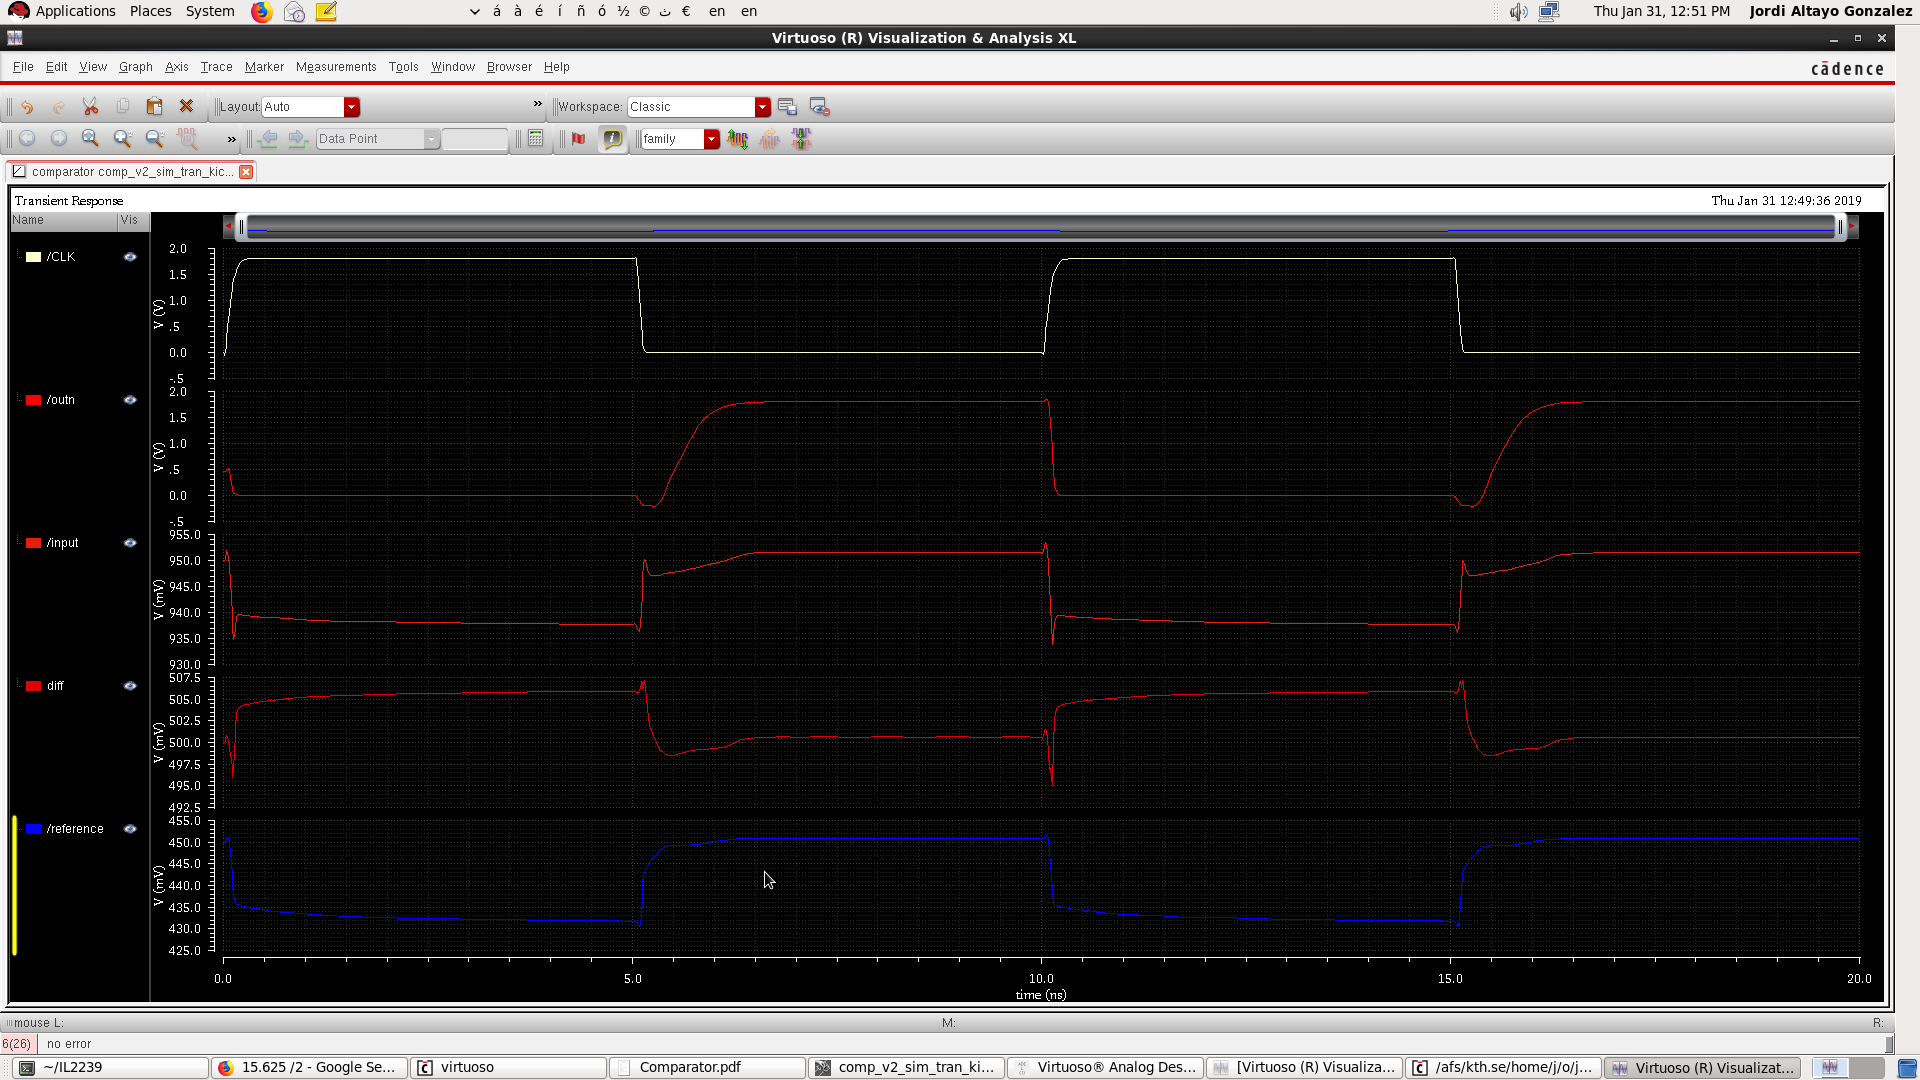 Applications Places System á à é í ñ ó ½ © ث € en en Thu Jan 31, 12:51 PM Jordi Altayo Gonzalez
Virtuoso (R) Visualization & Analysis XL
File Edit View Graph Axis Trace Marker Measurements Tools Window Browser Help cādence
Layout: Auto » Workspace: Classic
» Data Point family
comparator comp_v2_sim_tran_kic...
Transient Response Thu Jan 31 12:49:36 2019
Name Vis
/CLK
2.0
1.5
1.0
.5
0.0
-.5
V (V)
/outn
2.0
1.5
1.0
.5
0.0
-.5
V (V)
/input
955.0
950.0
945.0
940.0
935.0
930.0
V (mV)
diff
507.5
505.0
502.5
500.0
497.5
495.0
492.5
V (mV)
/reference
455.0
450.0
445.0
440.0
435.0
430.0
425.0
V (mV)
0.0 5.0 10.0 15.0 20.0
time (ns)
mouse L: M: R:
6(26) no error
~/IL2239 15.625 /2 - Google Se... virtuoso Comparator.pdf comp_v2_sim_tran_ki... Virtuoso® Analog Des... [Virtuoso (R) Visualiza... /afs/kth.se/home/j/o/j... Virtuoso (R) Visualizat...